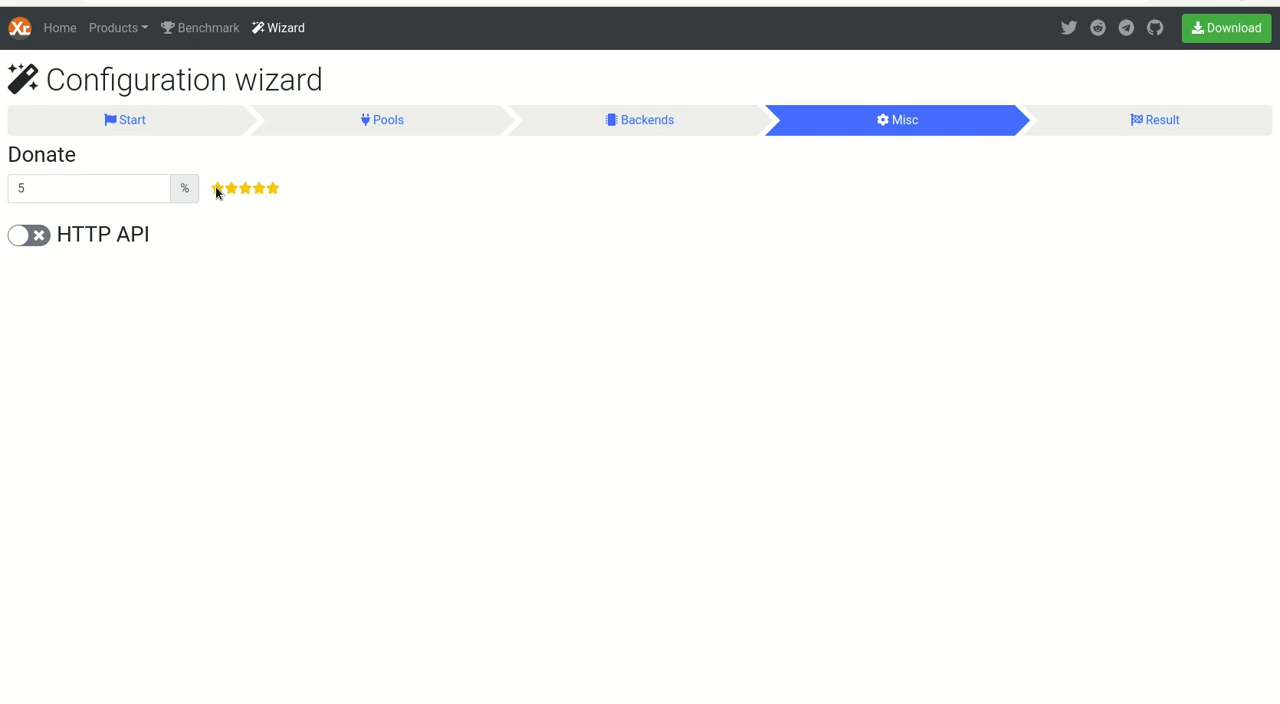 Xr Home Products Benchmark Wizard Download
Configuration wizard
Start Pools Backends Misc Result
Donate
5 %
HTTP API